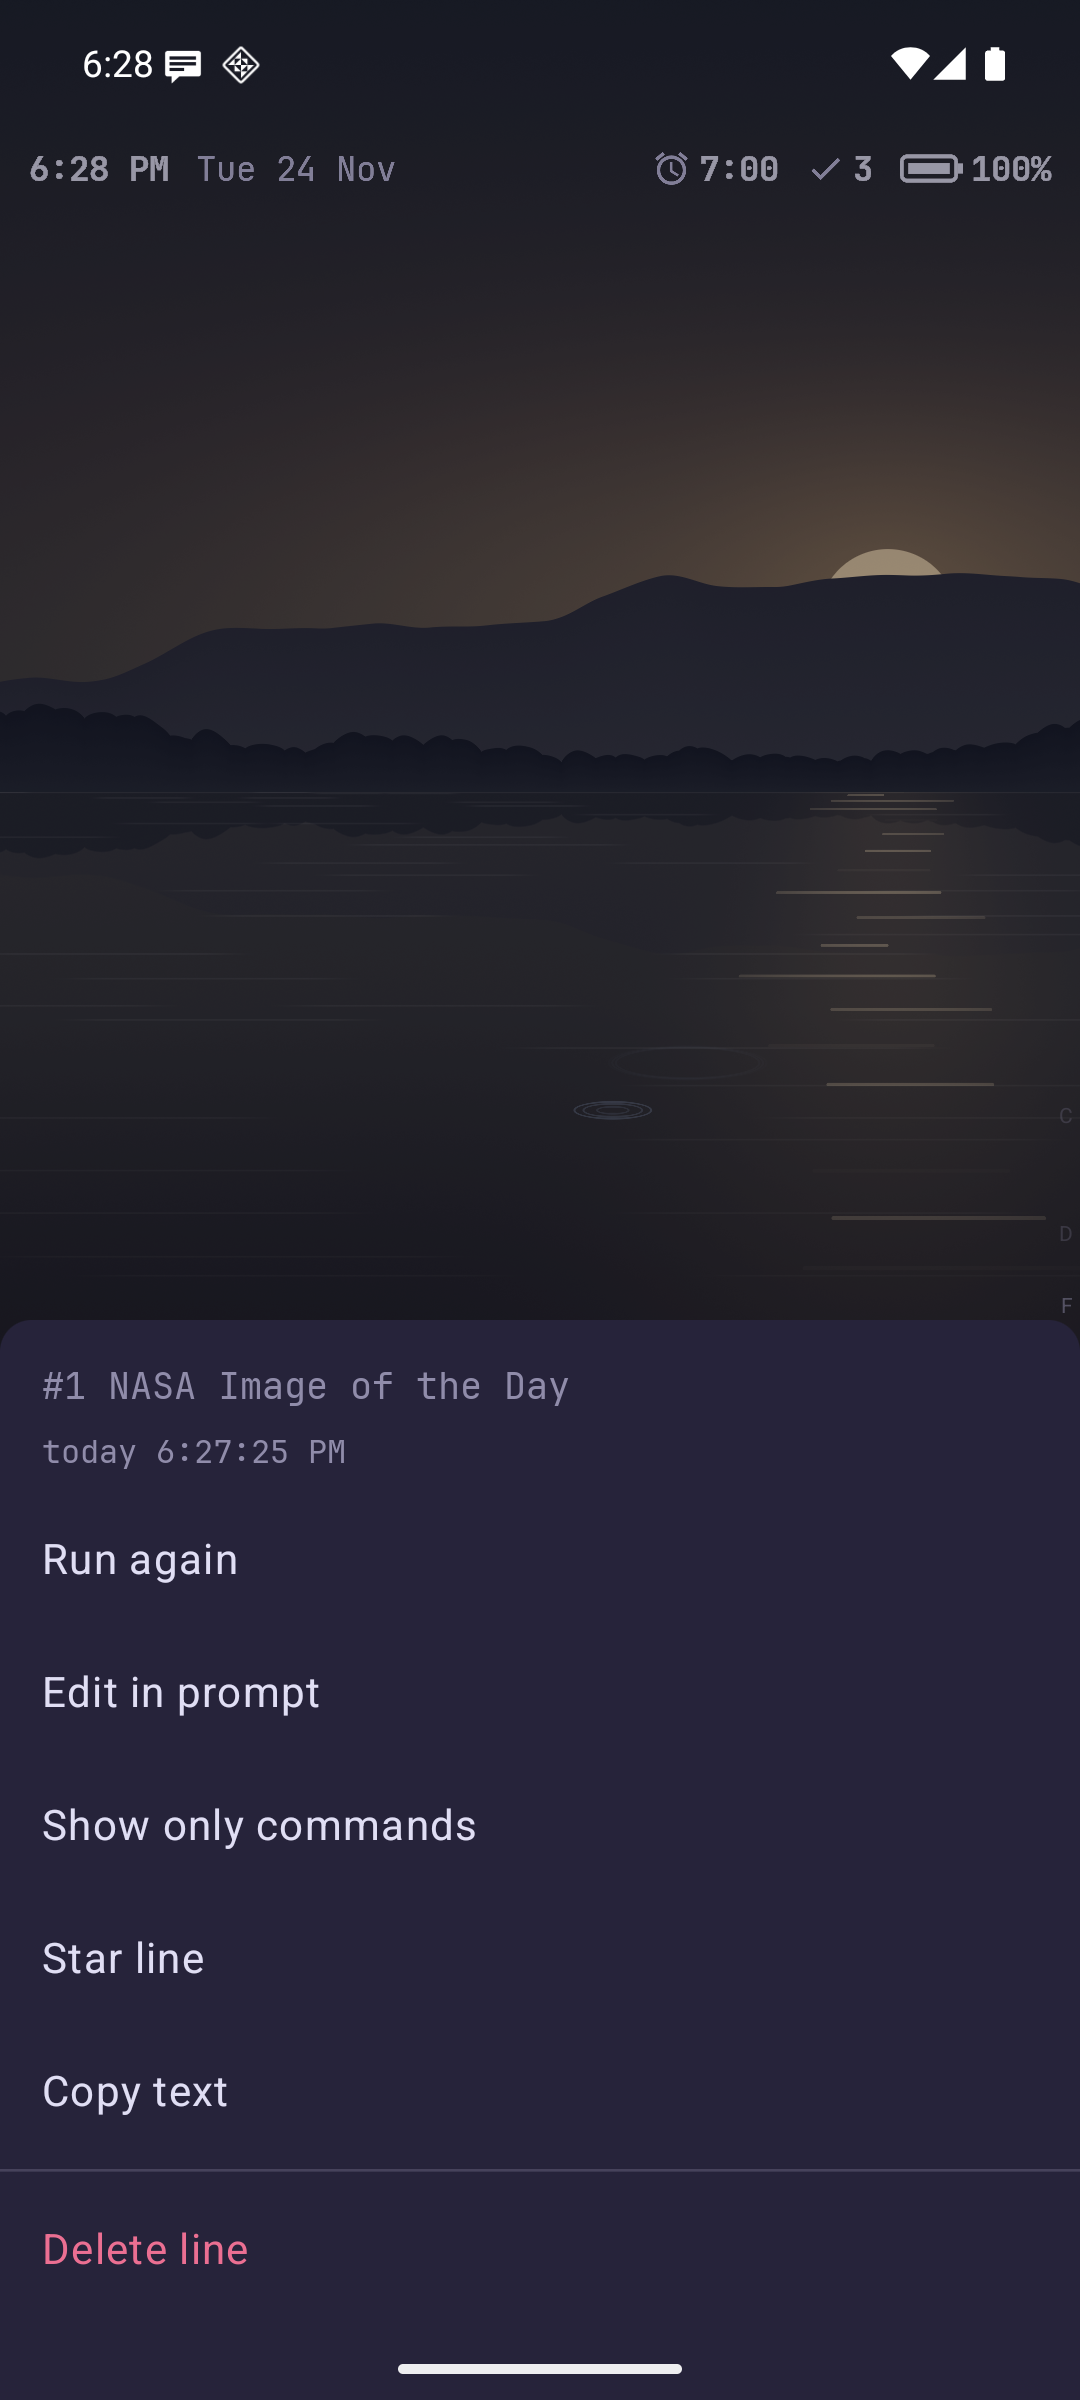 6:28
6:28 PM Tue 24 Nov 7:00 3 100%
C
D
F
#1 NASA Image of the Day
today 6:27:25 PM
Run again
Edit in prompt
Show only commands
Star line
Copy text
Delete line